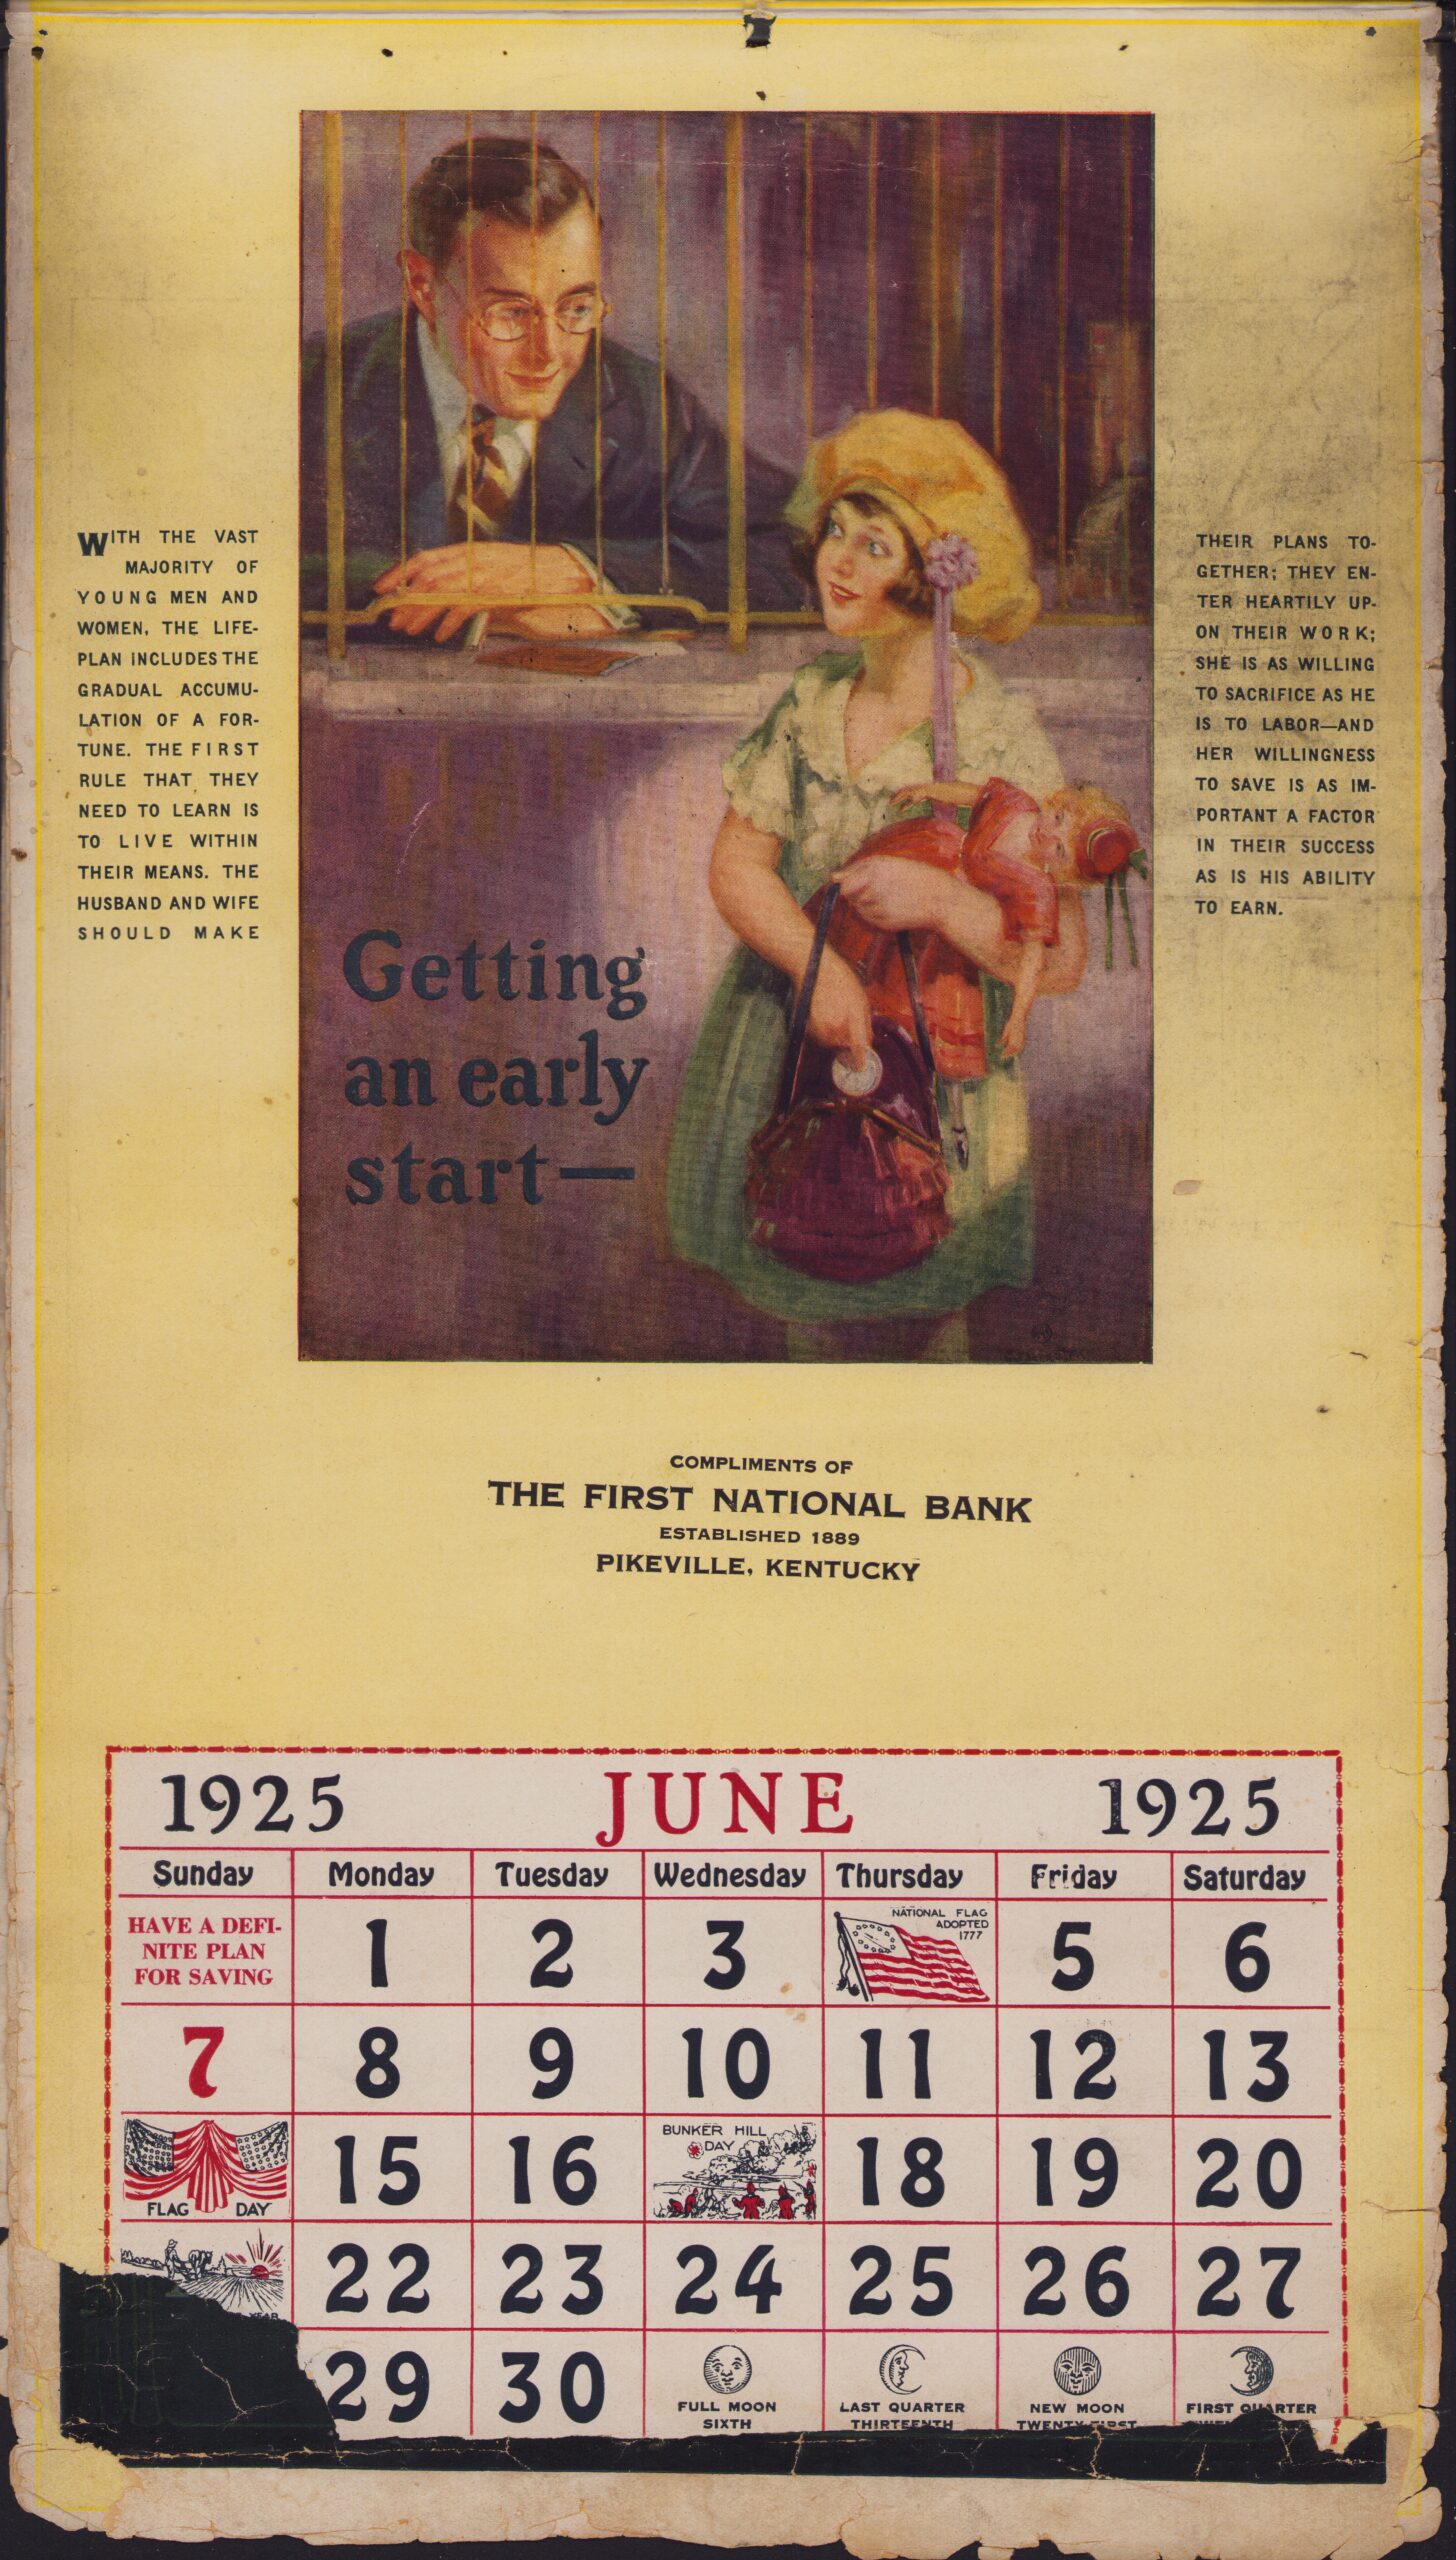 WITH THE VAST
MAJORITY OF
YOUNG MEN AND
WOMEN, THE LIFE-
PLAN INCLUDES THE
GRADUAL ACCUMU-
LATION OF A FOR-
TUNE. THE FIRST
RULE THAT THEY
NEED TO LEARN IS
TO LIVE WITHIN
THEIR MEANS. THE
HUSBAND AND WIFE
SHOULD MAKE
THEIR PLANS TO-
GETHER; THEY EN-
TER HEARTILY UP-
ON THEIR WORK;
SHE IS AS WILLING
TO SACRIFICE AS HE
IS TO LABOR—AND
HER WILLINGNESS
TO SAVE IS AS IM-
PORTANT A FACTOR
IN THEIR SUCCESS
AS IS HIS ABILITY
TO EARN.
Getting
an early
start—
COMPLIMENTS OF
THE FIRST NATIONAL BANK
ESTABLISHED 1889
PIKEVILLE, KENTUCKY
1925 JUNE 1925
Sunday Monday Tuesday Wednesday Thursday Friday Saturday
HAVE A DEFI-
NITE PLAN
FOR SAVING
1 2 3
NATIONAL FLAG
ADOPTED
1777
5 6
7 8 9 10 11 12 13
FLAG DAY
15 16
BUNKER HILL
DAY
18 19 20
YEAR
22 23 24 25 26 27
29 30
FULL MOON
SIXTH
LAST QUARTER
THIRTEENTH
NEW MOON
TWENTY-FIRST
FIRST QUARTER